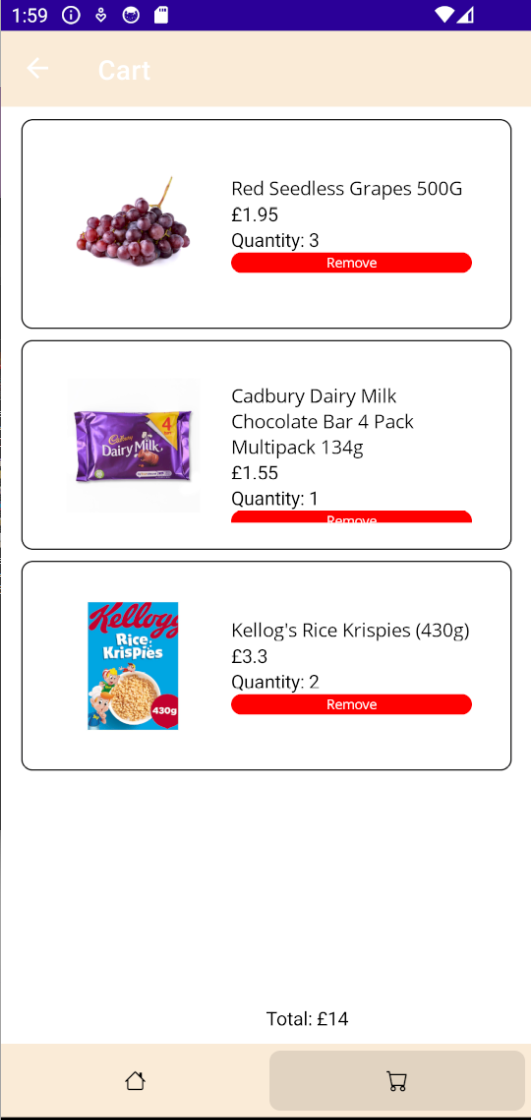 1:59
Cart
Red Seedless Grapes 500G
£1.95
Quantity: 3
Remove
4
Cadbury
Dairy Milk
Cadbury Dairy Milk
Chocolate Bar 4 Pack
Multipack 134g
£1.55
Quantity: 1
Remove
Kellogg
Rice
Krispies
430g
Kellog's Rice Krispies (430g)
£3.3
Quantity: 2
Remove
Total: £14